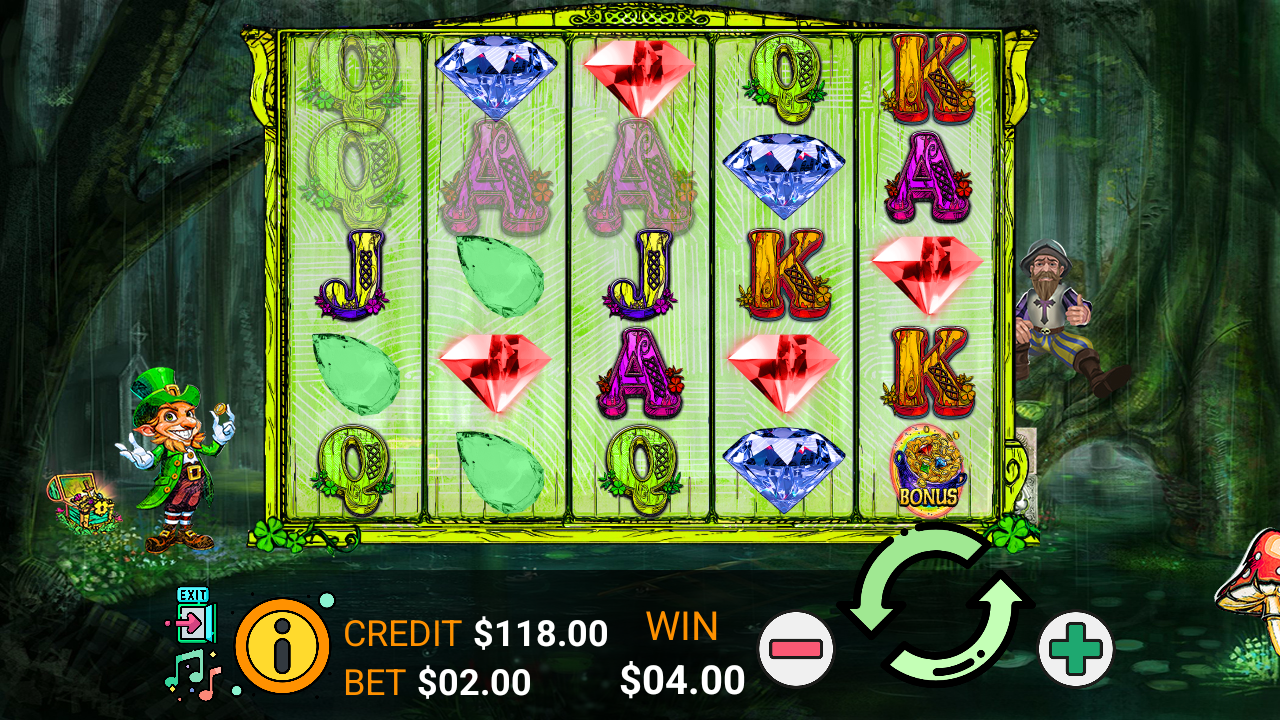 Q Q K
Q A A A
J J K
A K
Q Q BONUS
EXIT
CREDIT $118.00 WIN
BET $02.00 $04.00